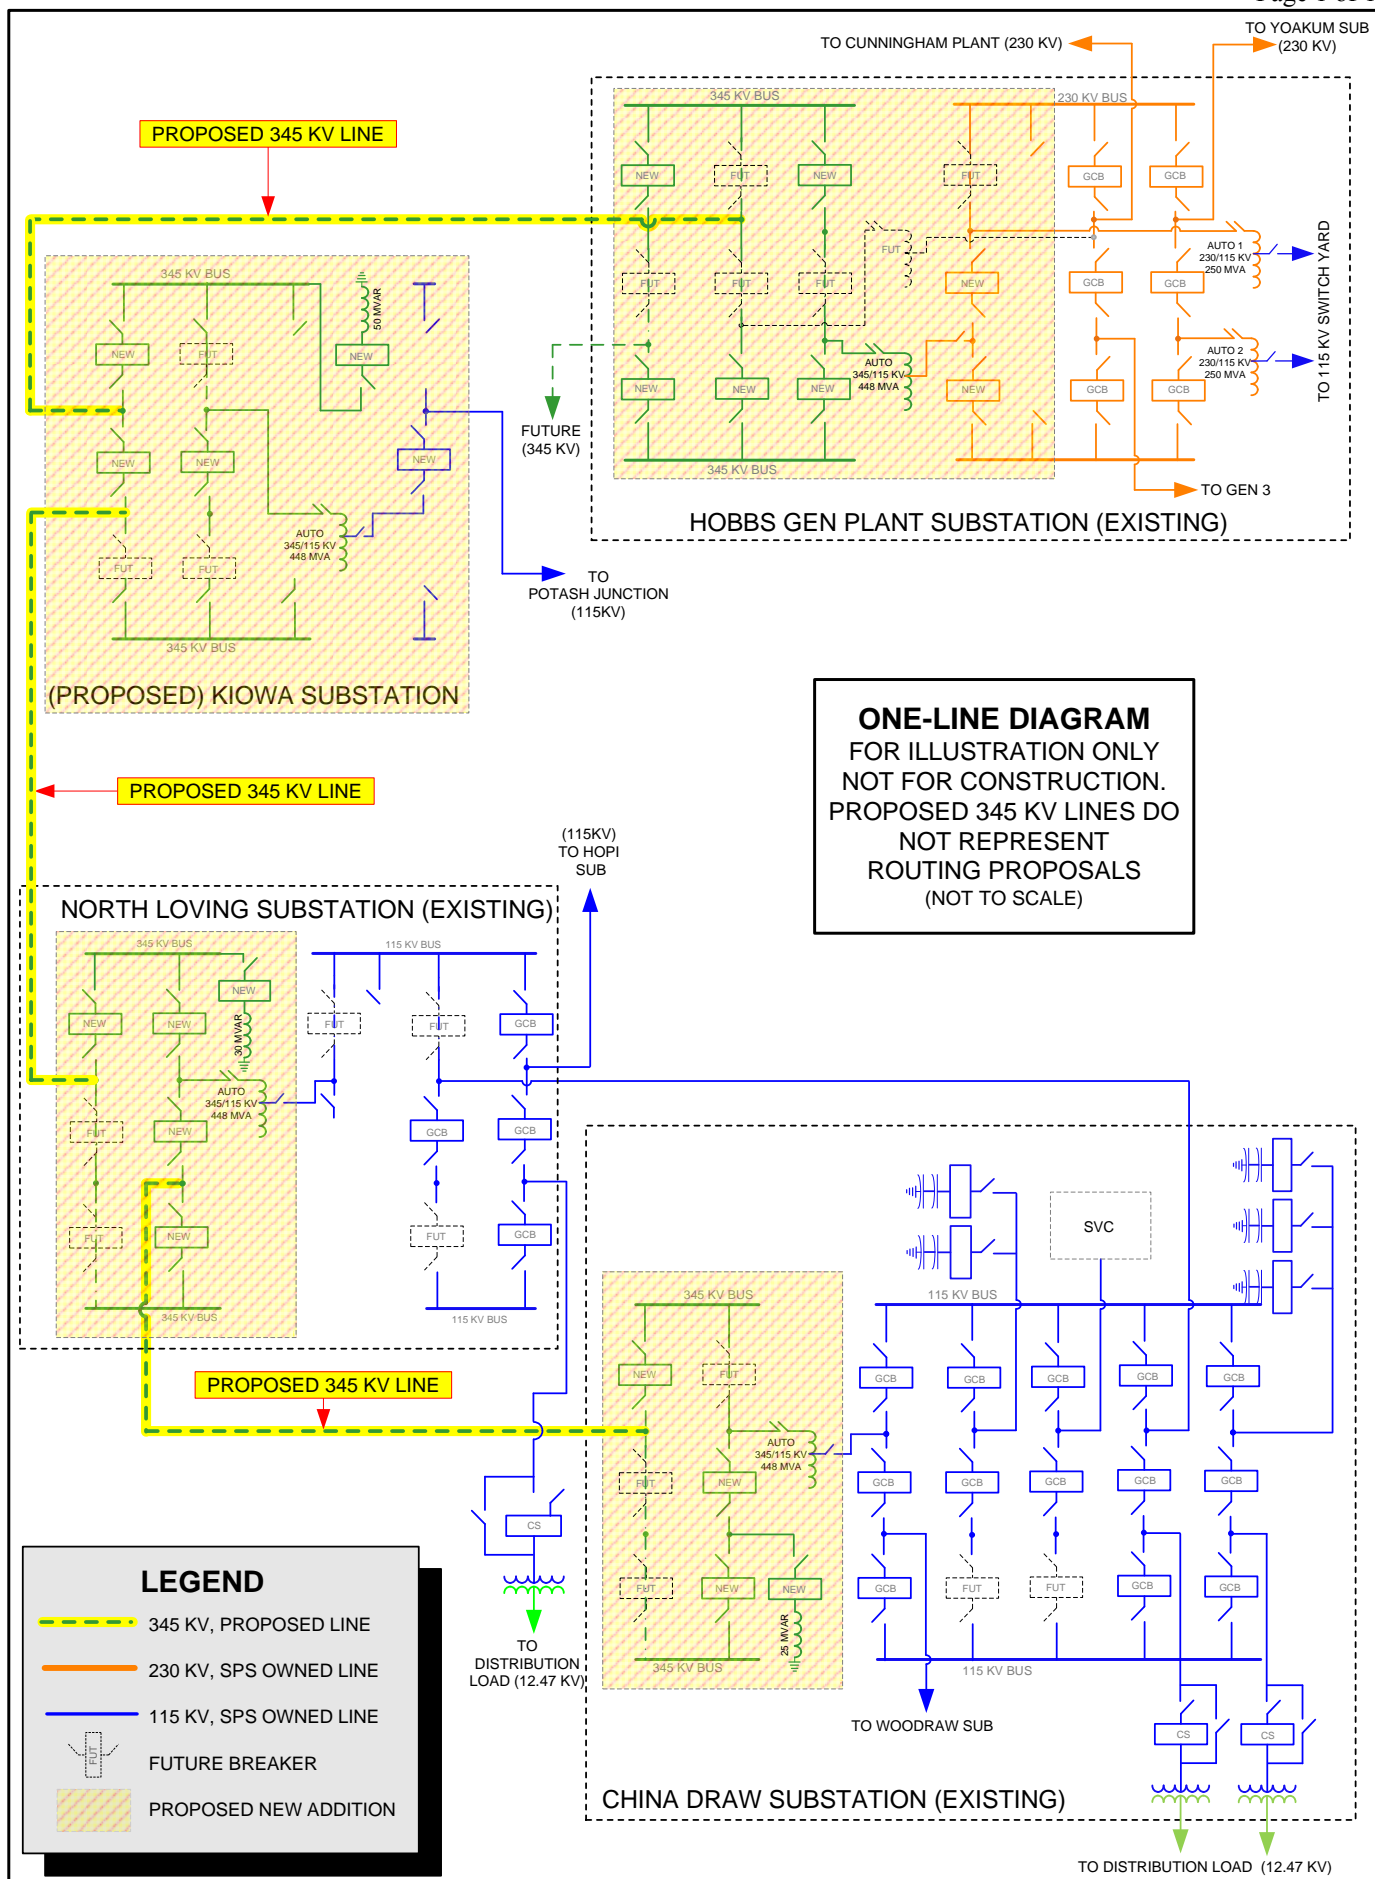 TO YOAKUM SUB
(230 KV)
TO CUNNINGHAM PLANT (230 KV)
345 KV BUS
230 KV BUS
PROPOSED 345 KV LINE
NEW
FUT
NEW
FUT
GCB
GCB
FUT
AUTO 1
230/115 KV
250 MVA
TO 115 KV SWITCH YARD
345 KV BUS
50 MVAR
FUT
FUT
FUT
NEW
GCB
GCB
NEW
FUT
NEW
AUTO
345/115 KV
448 MVA
AUTO 2
230/115 KV
250 MVA
NEW
NEW
NEW
NEW
GCB
GCB
FUTURE
(345 KV)
NEW
NEW
NEW
345 KV BUS
TO GEN 3
HOBBS GEN PLANT SUBSTATION (EXISTING)
AUTO
345/115 KV
448 MVA
FUT
FUT
TO
POTASH JUNCTION
(115KV)
345 KV BUS
(PROPOSED) KIOWA SUBSTATION
ONE-LINE DIAGRAM
FOR ILLUSTRATION ONLY
NOT FOR CONSTRUCTION.
PROPOSED 345 KV LINES DO
NOT REPRESENT
ROUTING PROPOSALS
(NOT TO SCALE)
PROPOSED 345 KV LINE
(115KV)
TO HOPI
SUB
NORTH LOVING SUBSTATION (EXISTING)
345 KV BUS
115 KV BUS
NEW
NEW
NEW
30 MVAR
FUT
FUT
GCB
AUTO
345/115 KV
448 MVA
FUT
NEW
GCB
GCB
FUT
NEW
FUT
GCB
345 KV BUS
115 KV BUS
SVC
345 KV BUS
115 KV BUS
PROPOSED 345 KV LINE
NEW
FUT
GCB
GCB
GCB
GCB
GCB
AUTO
345/115 KV
448 MVA
FUT
NEW
GCB
GCB
GCB
GCB
GCB
CS
FUT
NEW
NEW
GCB
FUT
FUT
GCB
GCB
25 MVAR
345 KV BUS
115 KV BUS
TO
DISTRIBUTION
LOAD (12.47 KV)
TO WOODRAW SUB
CS
CS
CHINA DRAW SUBSTATION (EXISTING)
TO DISTRIBUTION LOAD (12.47 KV)
LEGEND
345 KV, PROPOSED LINE
230 KV, SPS OWNED LINE
115 KV, SPS OWNED LINE
FUT
FUTURE BREAKER
PROPOSED NEW ADDITION